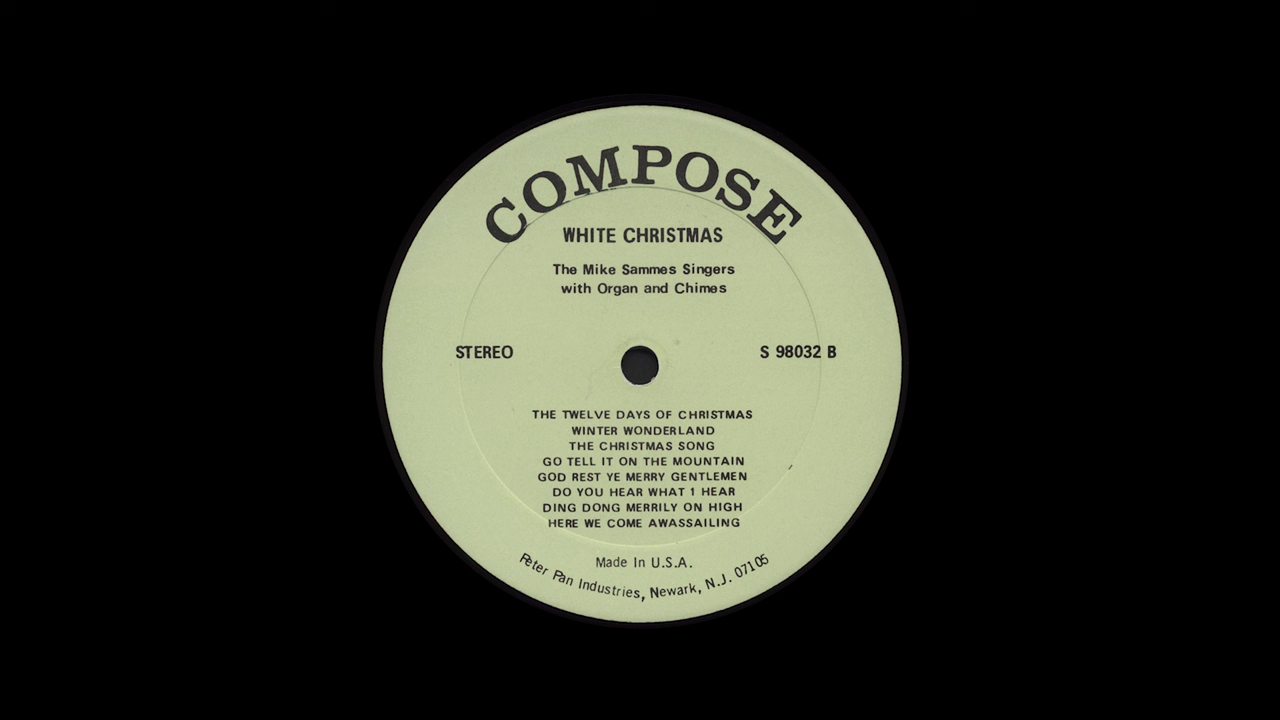 COMPOSE
WHITE CHRISTMAS
The Mike Sammes Singers
with Organ and Chimes
STEREO
S 98032 B
THE TWELVE DAYS OF CHRISTMAS
WINTER WONDERLAND
THE CHRISTMAS SONG
GO TELL IT ON THE MOUNTAIN
GOD REST YE MERRY GENTLEMEN
DO YOU HEAR WHAT 1 HEAR
DING DONG MERRILY ON HIGH
HERE WE COME AWASSAILING
Made In U.S.A.
Peter Pan Industries, Newark, N.J. 07105